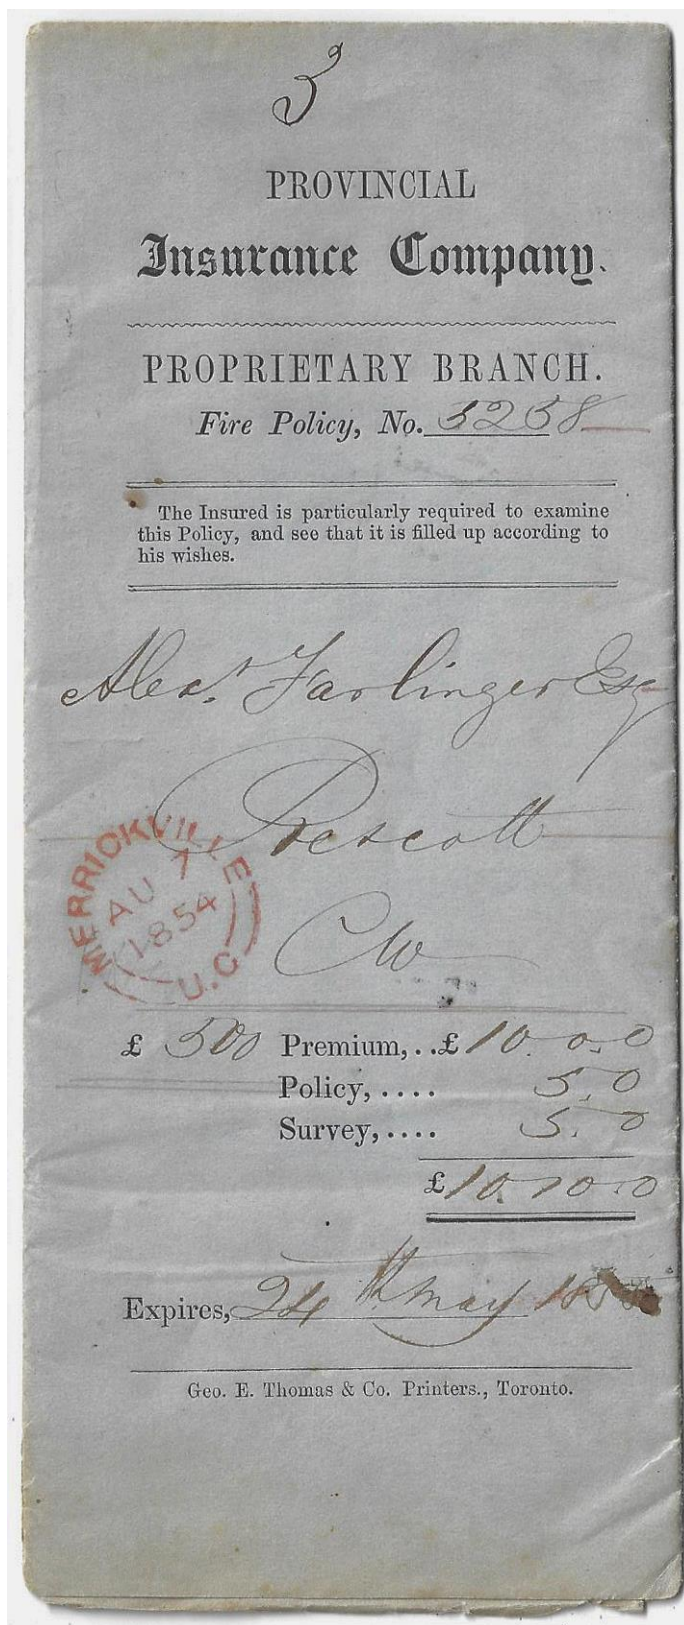 3
PROVINCIAL
Insurance Company.
PROPRIETARY BRANCH.
Fire Policy, No. 3238
The Insured is particularly required to examine
this Policy, and see that it is filled up according to
his wishes.
Alexr. Farlinger Esq
Prescott
MERRICKVILLE
AU 7
1854
U.C
CW
£ 500 Premium,..£ 10. 0. 0
Policy,.... 5. 0
Survey,.... 5. 0
£ 10. 10. 0
Expires, 24th May
Geo. E. Thomas & Co. Printers., Toronto.